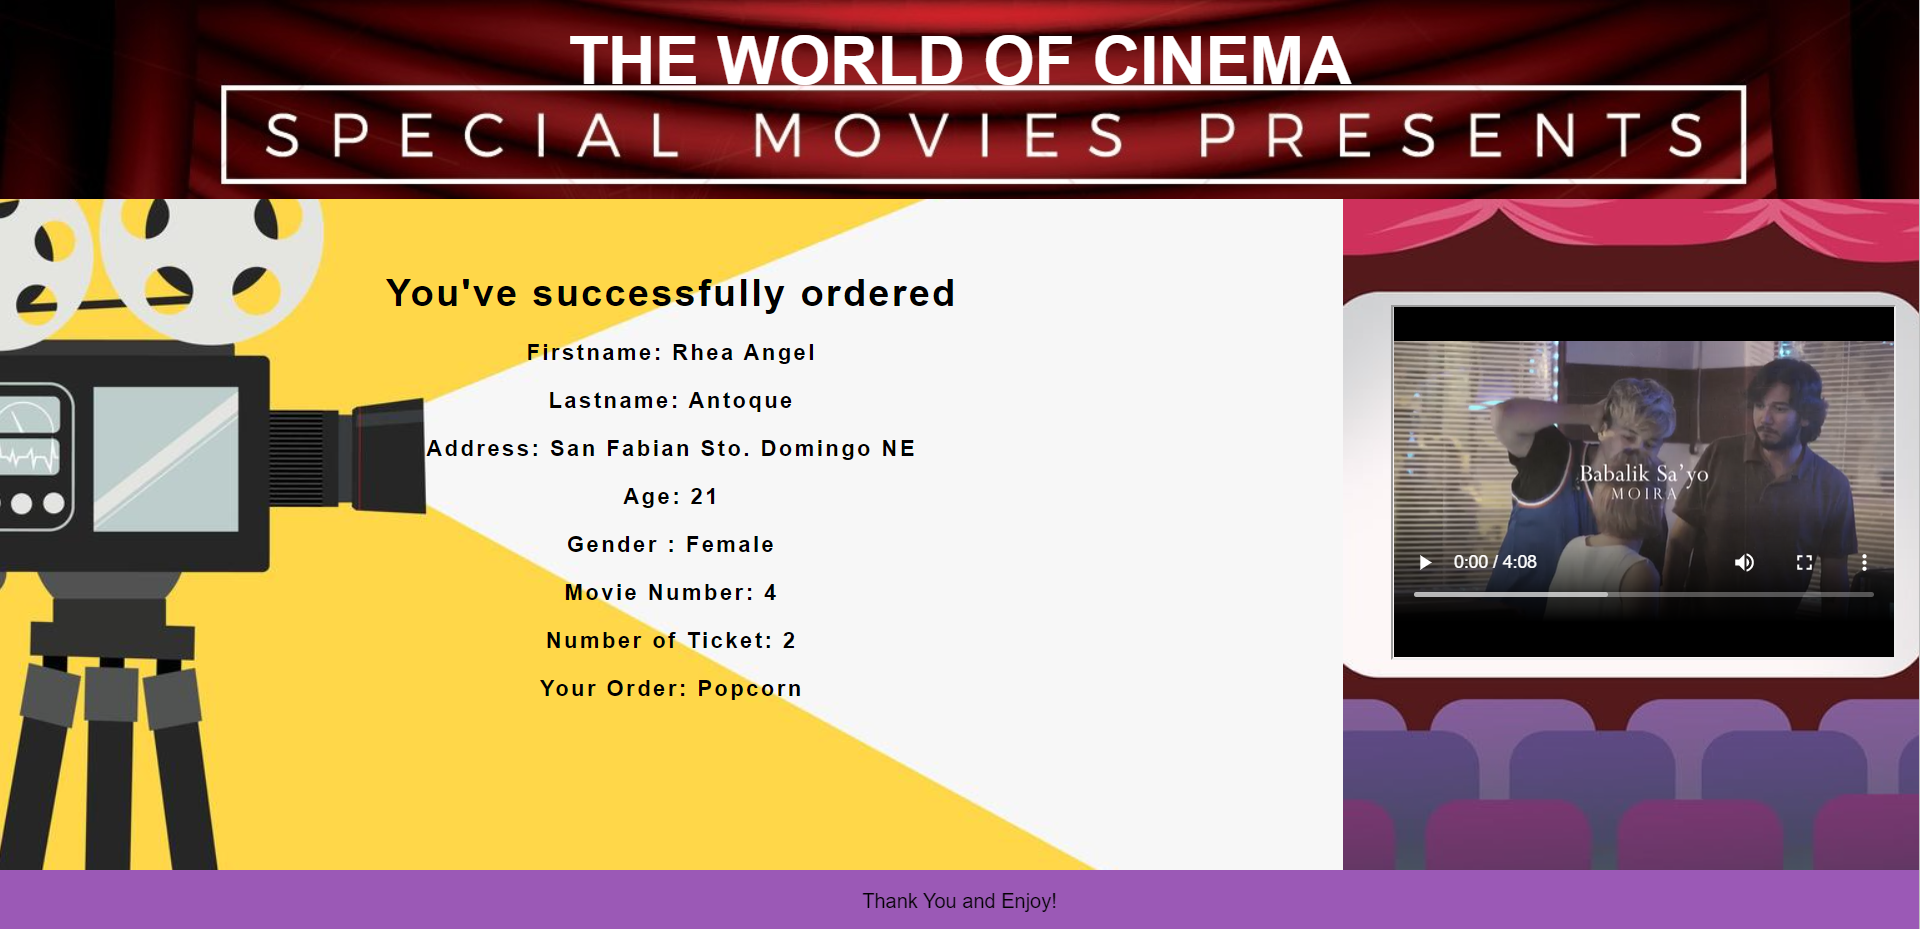 THE WORLD OF CINEMA
SPECIAL MOVIES PRESENTS
You've successfully ordered
Firstname: Rhea Angel
Lastname: Antoque
Address: San Fabian Sto. Domingo NE
Age: 21
Gender : Female
Movie Number: 4
Number of Ticket: 2
Your Order: Popcorn
Babalik Sa'yo
MOIRA
0:00 / 4:08
Thank You and Enjoy!